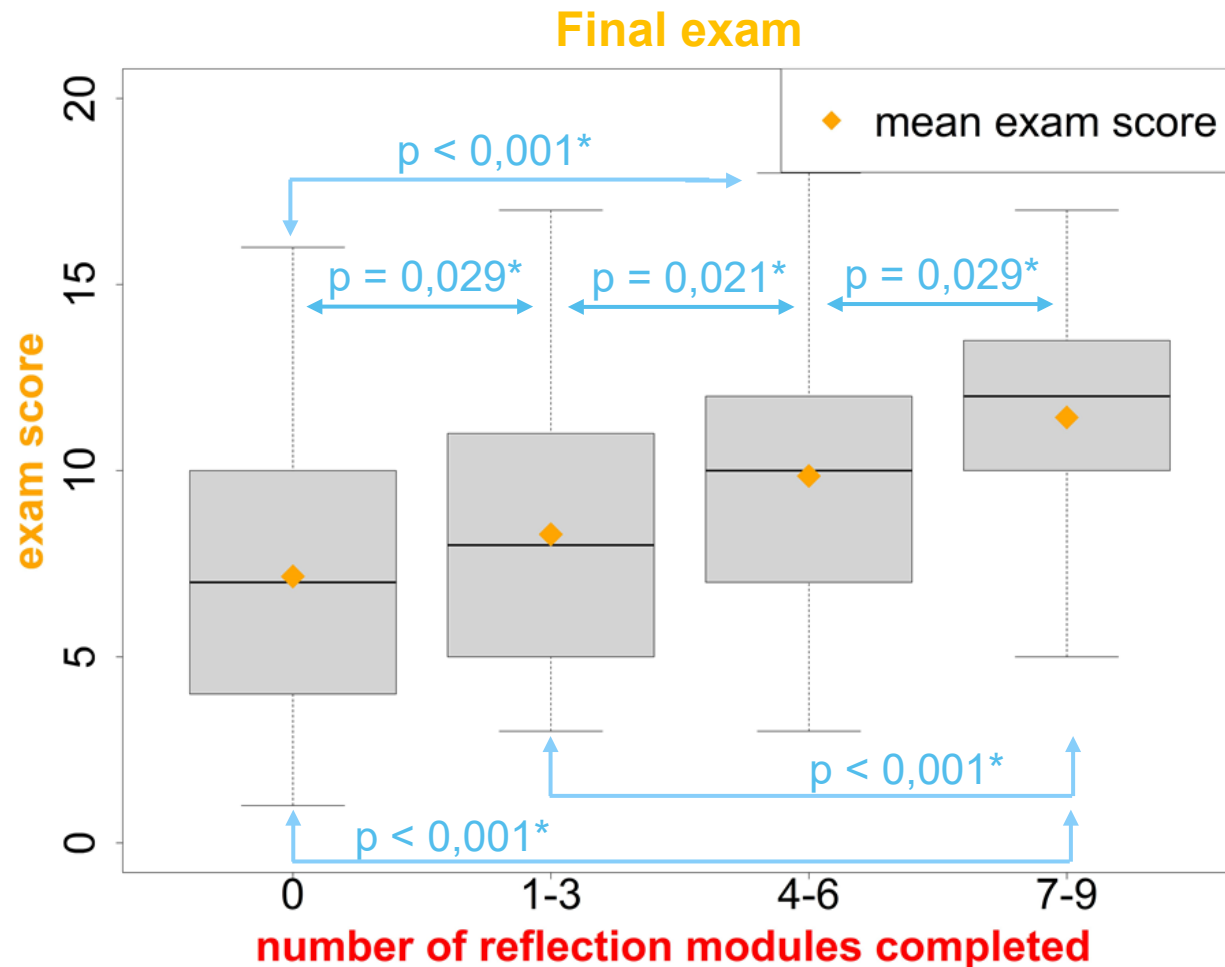 Final exam
20
mean exam score
p < 0,001*
15
p = 0,029*
p = 0,021*
p = 0,029*
exam score
10
5
p < 0,001*
p < 0,001*
0
0
1-3
4-6
7-9
number of reflection modules completed